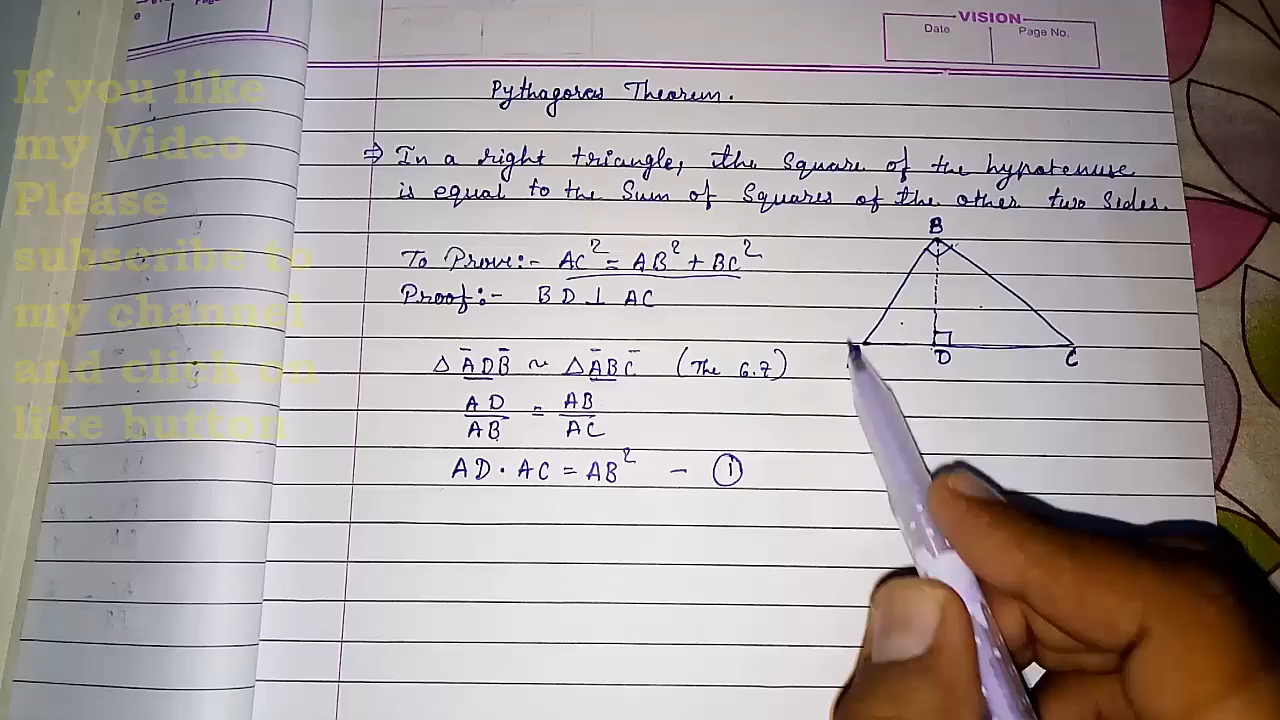 VISION
Date
Page No.
Pythagoras Theorem.
⇒ In a right triangle, the Square of the hypotenuse
is equal to the Sum of Squares of the other two Sides.
To Prove:- AC² = AB² + BC²
Proof:- BD ⊥ AC
B
D
C
△ ADB ~ △ ABC (The 6.7)
AD/AB = AB/AC
AD · AC = AB² - ①
If you like
my Video
Please
subscribe to
my channel
and click on
like button